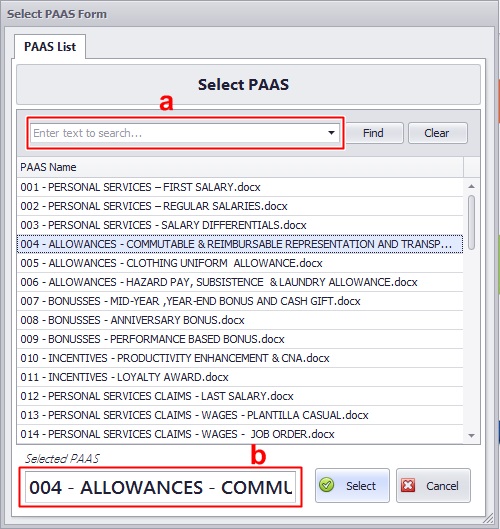 Select PAAS Form
PAAS List
Select PAAS
a
Enter text to search...
Find
Clear
PAAS Name
001 - PERSONAL SERVICES – FIRST SALARY.docx
002 - PERSONAL SERVICES – REGULAR SALARIES.docx
003 - PERSONAL SERVICES - SALARY DIFFERENTIALS.docx
004 - ALLOWANCES - COMMUTABLE & REIMBURSABLE REPRESENTATION AND TRANSP...
005 - ALLOWANCES - CLOTHING UNIFORM  ALLOWANCE.docx
006 - ALLOWANCES - HAZARD PAY, SUBSISTENCE  & LAUNDRY ALLOWANCE.docx
007 - BONUSSES - MID-YEAR ,YEAR-END BONUS AND CASH GIFT.docx
008 - BONUSSES - ANNIVERSARY BONUS.docx
009 - BONUSSES - PERFORMANCE BASED BONUS.docx
010 - INCENTIVES - PRODUCTIVITY ENHANCEMENT & CNA.docx
011 - INCENTIVES - LOYALTY AWARD.docx
012 - PERSONAL SERVICES CLAIMS - LAST SALARY.docx
013 - PERSONAL SERVICES CLAIMS - WAGES - PLANTILLA CASUAL.docx
014 - PERSONAL SERVICES CLAIMS - WAGES -  JOB ORDER.docx
Selected PAAS
b
004 - ALLOWANCES - COMMU
Select
Cancel